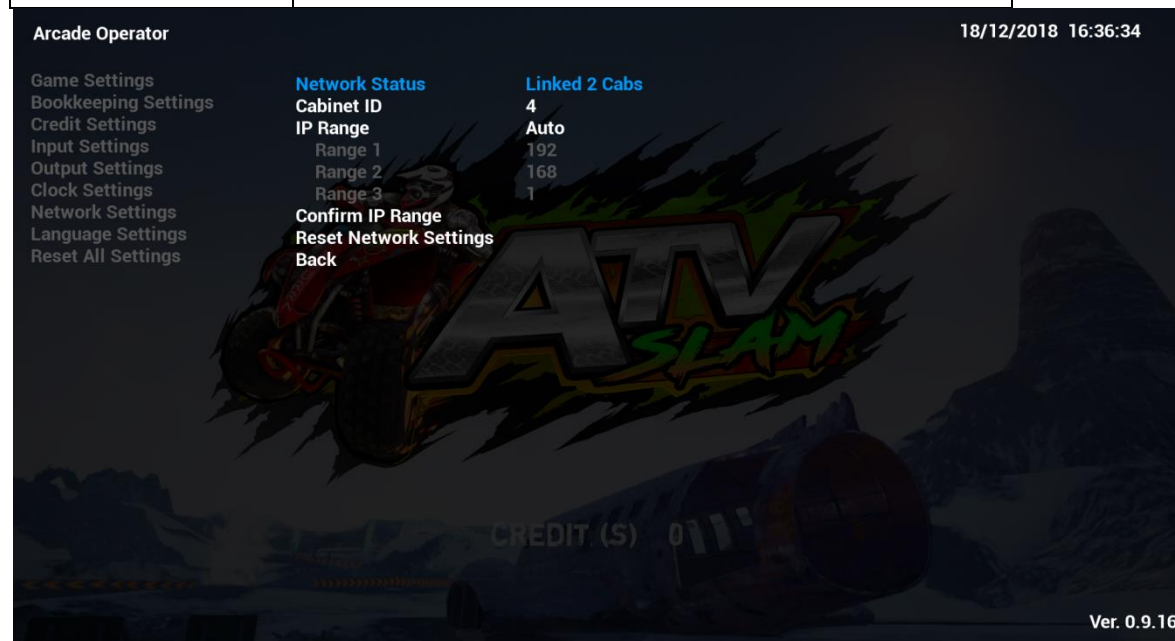 Arcade Operator
18/12/2018 16:36:34
Game Settings
Bookkeeping Settings
Credit Settings
Input Settings
Output Settings
Clock Settings
Network Settings
Language Settings
Reset All Settings
Network Status Linked 2 Cabs
Cabinet ID 4
IP Range Auto
Range 1 192
Range 2 168
Range 3 1
Confirm IP Range
Reset Network Settings
Back
ATV
SLAM
CREDIT (S) 0
Ver. 0.9.16